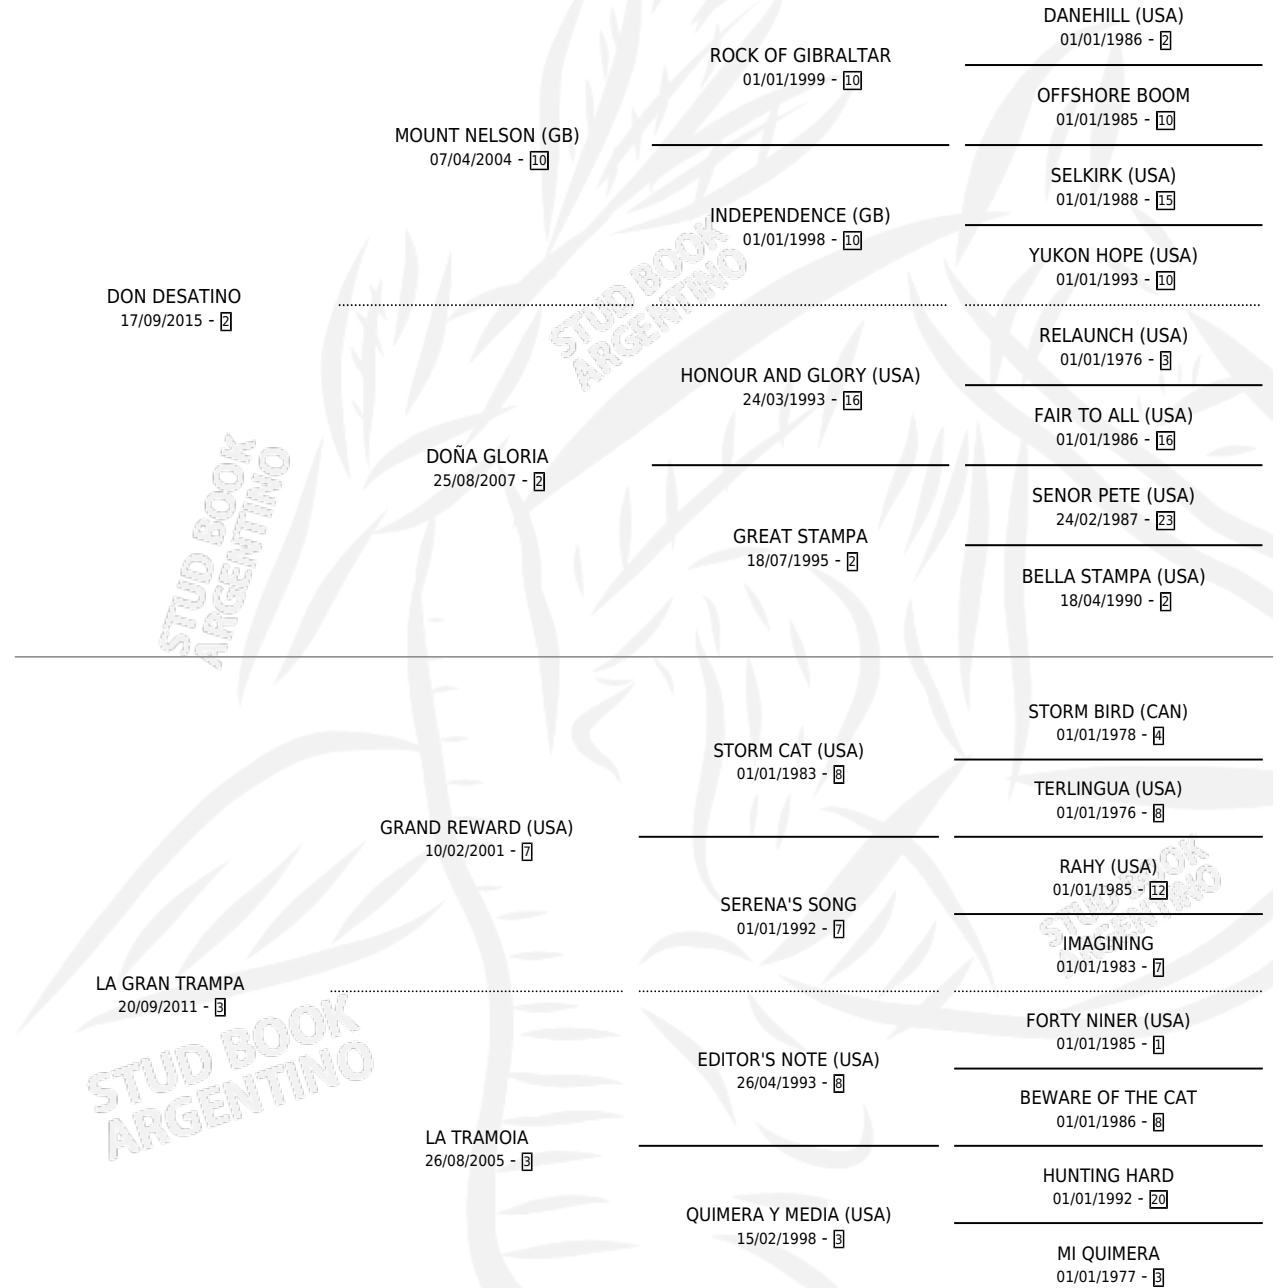 DANEHILL (USA)
01/01/1986 - 2
ROCK OF GIBRALTAR
01/01/1999 - 10
OFFSHORE BOOM
01/01/1985 - 10
MOUNT NELSON (GB)
07/04/2004 - 10
SELKIRK (USA)
01/01/1988 - 15
INDEPENDENCE (GB)
01/01/1998 - 10
YUKON HOPE (USA)
01/01/1993 - 10
DON DESATINO
17/09/2015 - 2
STUD BOOK
ARGENTINO
RELAUNCH (USA)
01/01/1976 - 3
HONOUR AND GLORY (USA)
24/03/1993 - 16
FAIR TO ALL (USA)
01/01/1986 - 16
DOÑA GLORIA
25/08/2007 - 2
SENOR PETE (USA)
24/02/1987 - 23
GREAT STAMPA
18/07/1995 - 2
BELLA STAMPA (USA)
18/04/1990 - 2
STUD BOOK
ARGENTINO
STORM BIRD (CAN)
01/01/1978 - 4
STORM CAT (USA)
01/01/1983 - 8
TERLINGUA (USA)
01/01/1976 - 8
GRAND REWARD (USA)
10/02/2001 - 7
RAHY (USA)
01/01/1985 - 12
SERENA'S SONG
01/01/1992 - 7
STUD BOOK
ARGENTINO
IMAGINING
01/01/1983 - 7
LA GRAN TRAMPA
20/09/2011 - 3
FORTY NINER (USA)
01/01/1985 - 1
EDITOR'S NOTE (USA)
26/04/1993 - 8
STUD BOOK
ARGENTINO
BEWARE OF THE CAT
01/01/1986 - 8
LA TRAMOIA
26/08/2005 - 3
HUNTING HARD
01/01/1992 - 20
QUIMERA Y MEDIA (USA)
15/02/1998 - 3
MI QUIMERA
01/01/1977 - 3